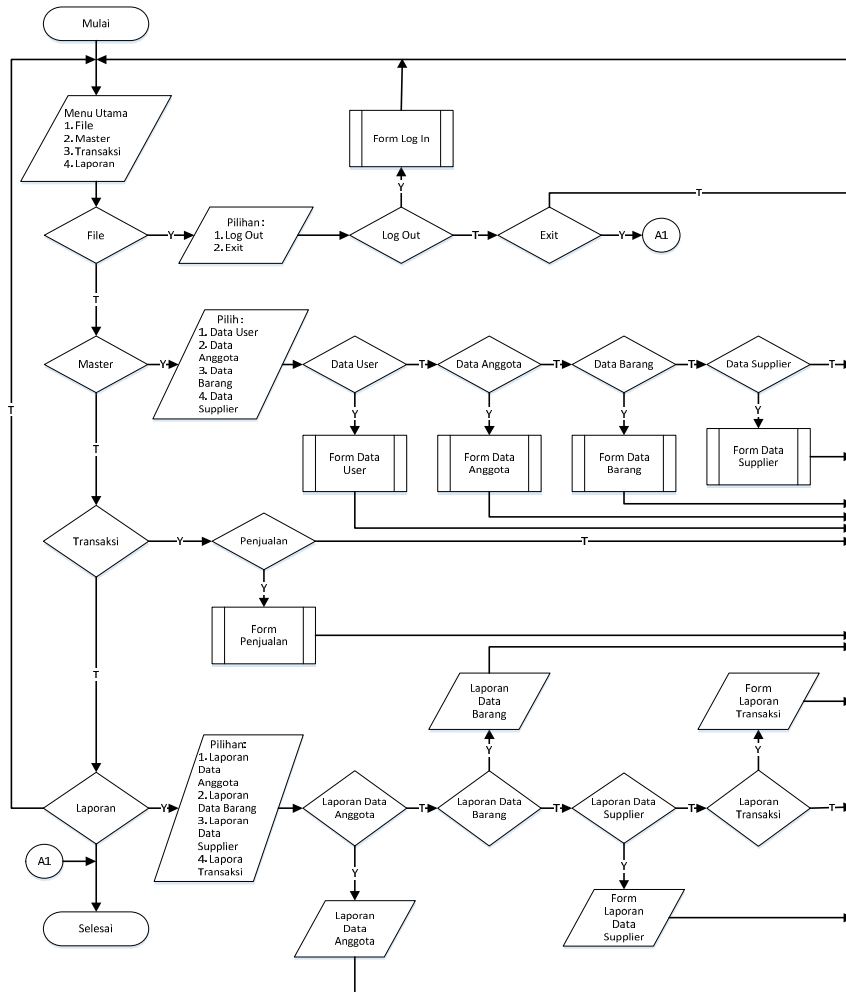 Mulai
Menu Utama
1. File
2. Master
3. Transaksi
4. Laporan
Form Log In
Y
T
File
Y
Pilihan :
1. Log Out
2. Exit
Log Out
T
Exit
Y
A1
T
Master
Y
Pilih :
1. Data User
2. Data
Anggota
3. Data
Barang
4. Data
Supplier
Data User
T
Data Anggota
T
Data Barang
T
Data Supplier
T
T
Y
Y
Y
Y
T
Form Data
User
Form Data
Anggota
Form Data
Barang
Form Data
Supplier
Transaksi
Y
Penjualan
T
Y
Form
Penjualan
T
Laporan
Data
Barang
Form
Laporan
Transaksi
Y
Y
Laporan
Y
Pilihan:
1. Laporan
Data
Anggota
2. Laporan
Data Barang
3. Laporan
Data
Supplier
4. Lapora
Transaksi
Laporan Data
Anggota
T
Laporan Data
Barang
T
Laporan Data
Supplier
T
Laporan
Transaksi
T
A1
Y
Y
Selesai
Laporan
Data
Anggota
Form
Laporan
Data
Supplier